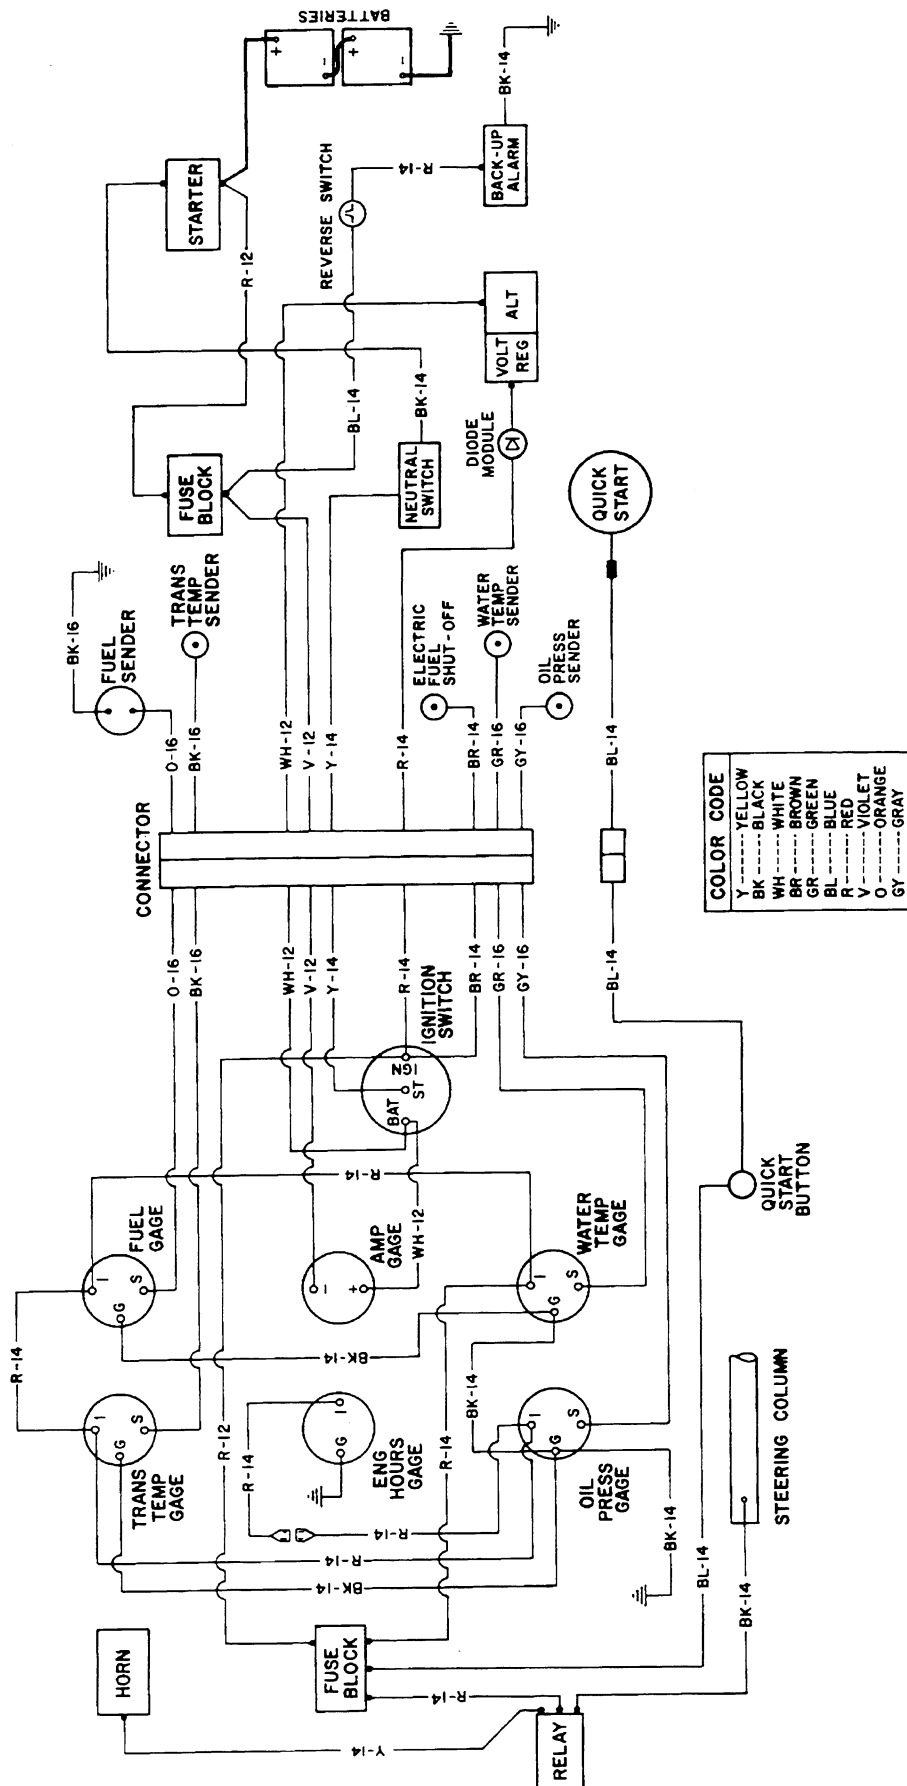 BATTERIES
+
-
+
-
STARTER
R-12
BK-14
BACK-UP
ALARM
R-14
REVERSE SWITCH
BL-14
ALT
VOLT
REG
BK-14
NEUTRAL
SWITCH
DIODE
MODULE
FUSE
BLOCK
QUICK
START
BK-16
FUEL
SENDER
TRANS
TEMP
SENDER
ELECTRIC
FUEL
SHUT-OFF
WATER
TEMP
SENDER
OIL
PRESS
SENDER
O-16
BK-16
WH-12
V-12
Y-14
R-14
BR-14
GR-16
GY-16
BL-14
CONNECTOR
O-16
BK-16
WH-12
V-12
Y-14
R-14
BR-14
GR-16
GY-16
BL-14
IGNITION
SWITCH
IGN
ST
BAT
R-14
WH-12
FUEL
GAGE
I
G
S
AMP
GAGE
I
+
WATER
TEMP
GAGE
I
G
S
QUICK
START
BUTTON
R-14
BK-14
BK-14
TRANS
TEMP
GAGE
I
G
S
R-12
R-14
ENG
HOURS
GAGE
I
G
R-14
OIL
PRESS
GAGE
I
G
S
STEERING COLUMN
R-14
R-14
BK-14
BK-14
BL-14
BK-14
HORN
FUSE
BLOCK
R-14
Y-14
RELAY
COLOR CODE
Y------YELLOW
BK------BLACK
WH------WHITE
BR------BROWN
GR------GREEN
BL------BLUE
R------RED
V------VIOLET
O------ORANGE
GY------GRAY